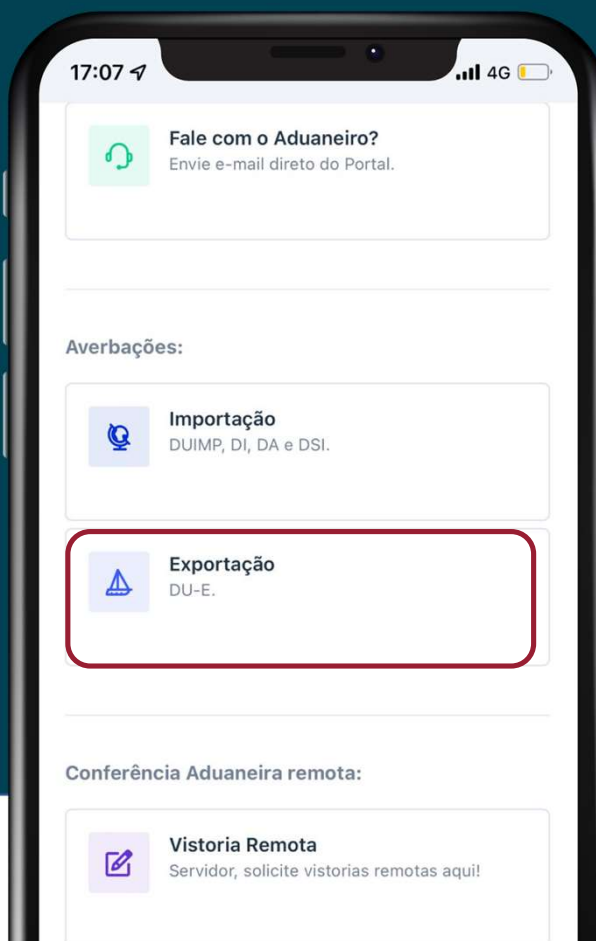 17:07
4G
Fale com o Aduaneiro?
Envie e-mail direto do Portal.
Averbações:
Importação
DUIMP, DI, DA e DSI.
Exportação
DU-E.
Conferência Aduaneira remota:
Vistoria Remota
Servidor, solicite vistorias remotas aqui!